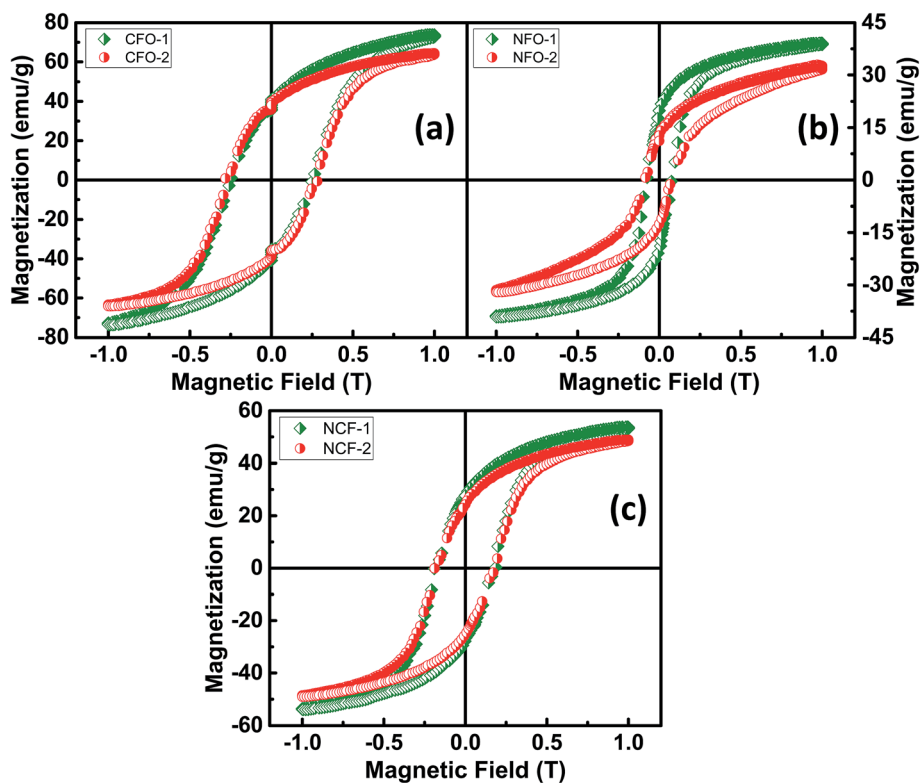 CFO-1
CFO-2
(a)
80
60
40
20
0
-20
-40
-60
-80
Magnetization (emu/g)
-1.0 -0.5 0.0 0.5 1.0
Magnetic Field (T)
NFO-1
NFO-2
(b)
45
30
15
0
-15
-30
-45
Magnetization (emu/g)
-1.0 -0.5 0.0 0.5 1.0
Magnetic Field (T)
NCF-1
NCF-2
(c)
60
40
20
0
-20
-40
-60
Magnetization (emu/g)
-1.0 -0.5 0.0 0.5 1.0
Magnetic Field (T)